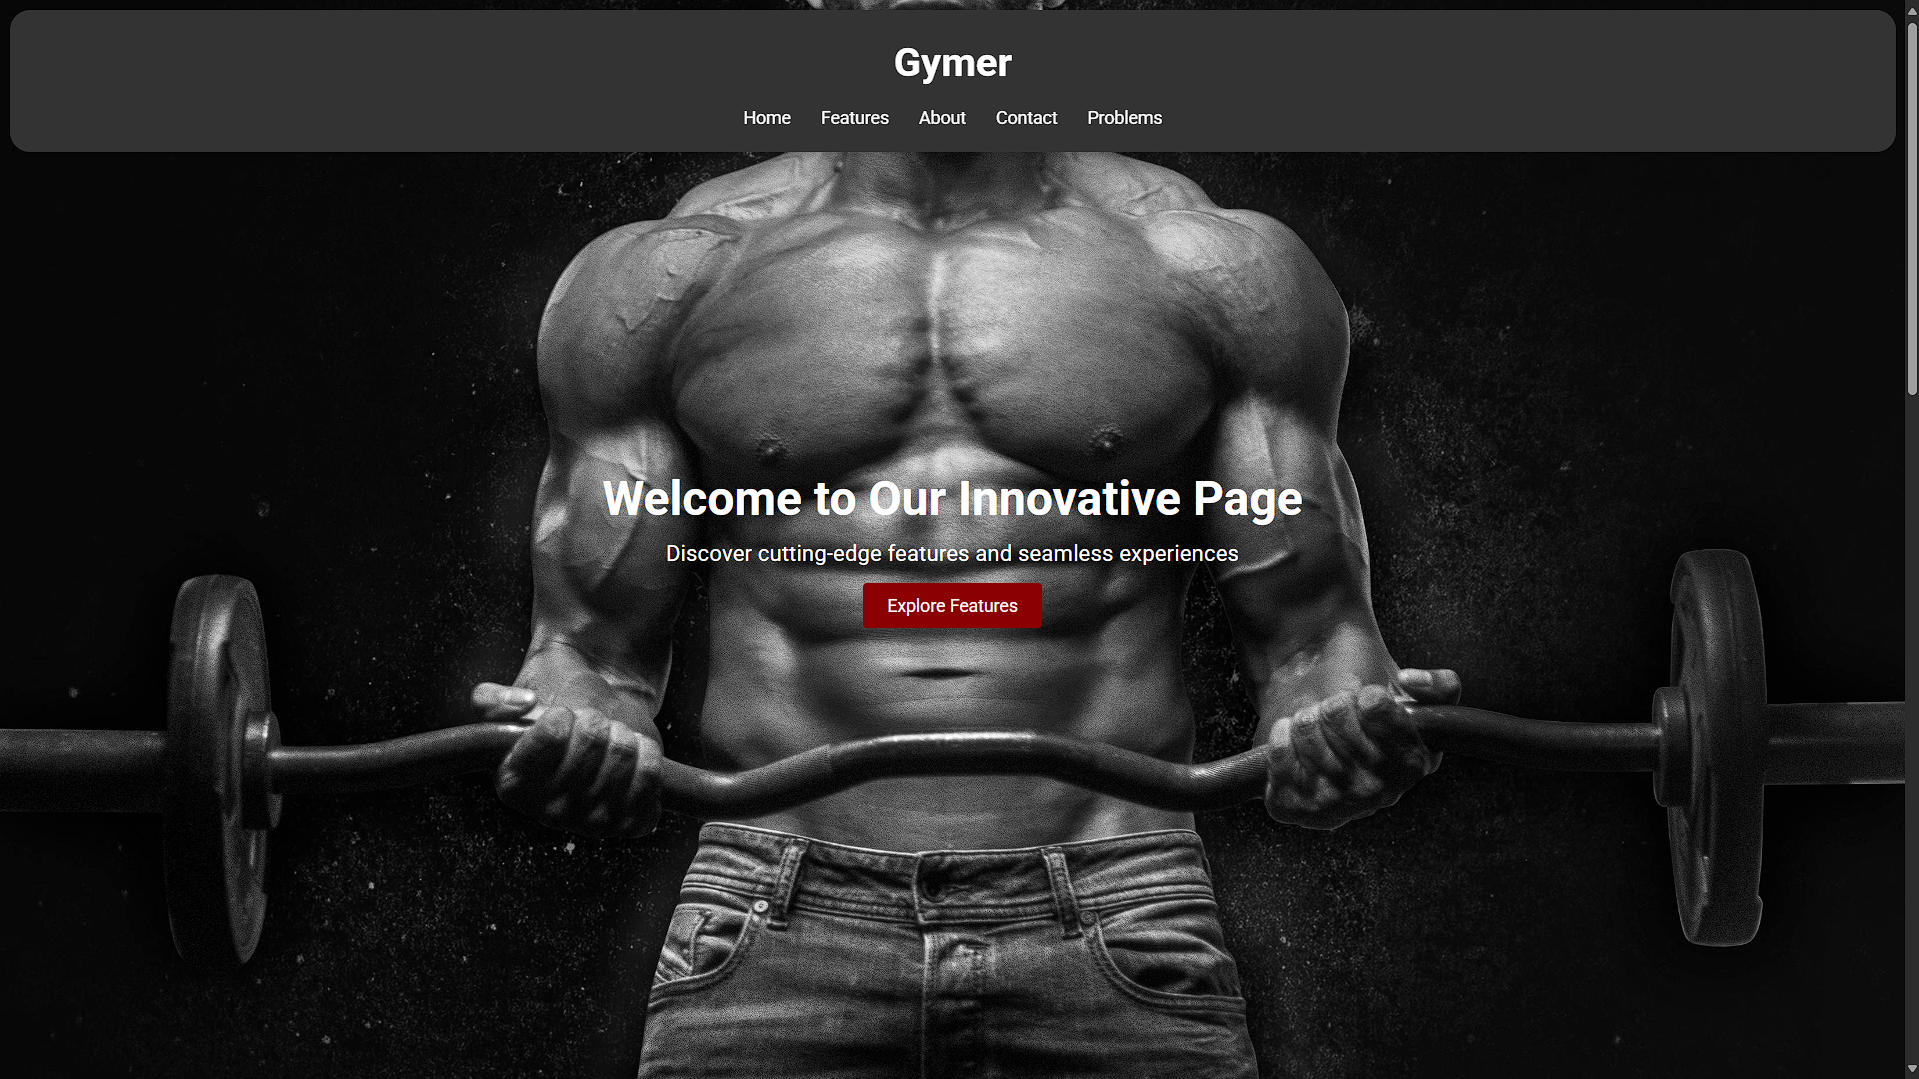 Gymer
Home Features About Contact Problems
Welcome to Our Innovative Page
Discover cutting-edge features and seamless experiences
Explore Features